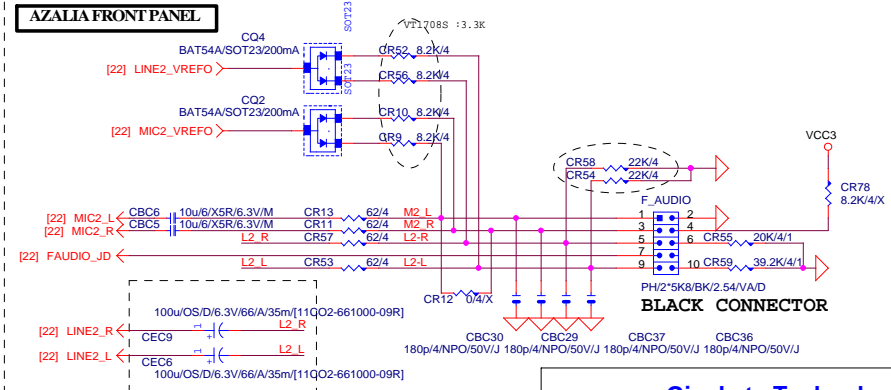 AZALIA FRONT PANEL
SOT23
VT1708S :3.3K
CQ4
BAT54A/SOT23/200mA
CR52 8.2K/4
[22] LINE2_VREFO
SOT23
CR56 8.2K/4
CQ2
BAT54A/SOT23/200mA
CR10 8.2K/4
[22] MIC2_VREFO
CR9 8.2K/4
VCC3
CR58 22K/4
CR54 22K/4
CR78
8.2K/4/X
F_AUDIO
[22] MIC2_L CBC6 10u/6/X5R/6.3V/M CR13 62/4 M2_L 1 2
[22] MIC2_R CBC5 10u/6/X5R/6.3V/M CR11 62/4 M2_R 3 4
L2_R CR57 62/4 L2-R 5 6 CR55 20K/4/1
[22] FAUDIO_JD 7
L2_L CR53 62/4 L2-L 9 10 CR59 39.2K/4/1
PH/2*5K8/BK/2.54/VA/D
BLACK CONNECTOR
CR12 0/4/X
100u/OS/D/6.3V/66/A/35m/[11CO2-661000-09R]
[22] LINE2_R 1 + L2_R
CEC9
[22] LINE2_L 1 + L2_L
CEC6
100u/OS/D/6.3V/66/A/35m/[11CO2-661000-09R]
CBC30 CBC29 CBC37 CBC36
180p/4/NPO/50V/J 180p/4/NPO/50V/J 180p/4/NPO/50V/J 180p/4/NPO/50V/J